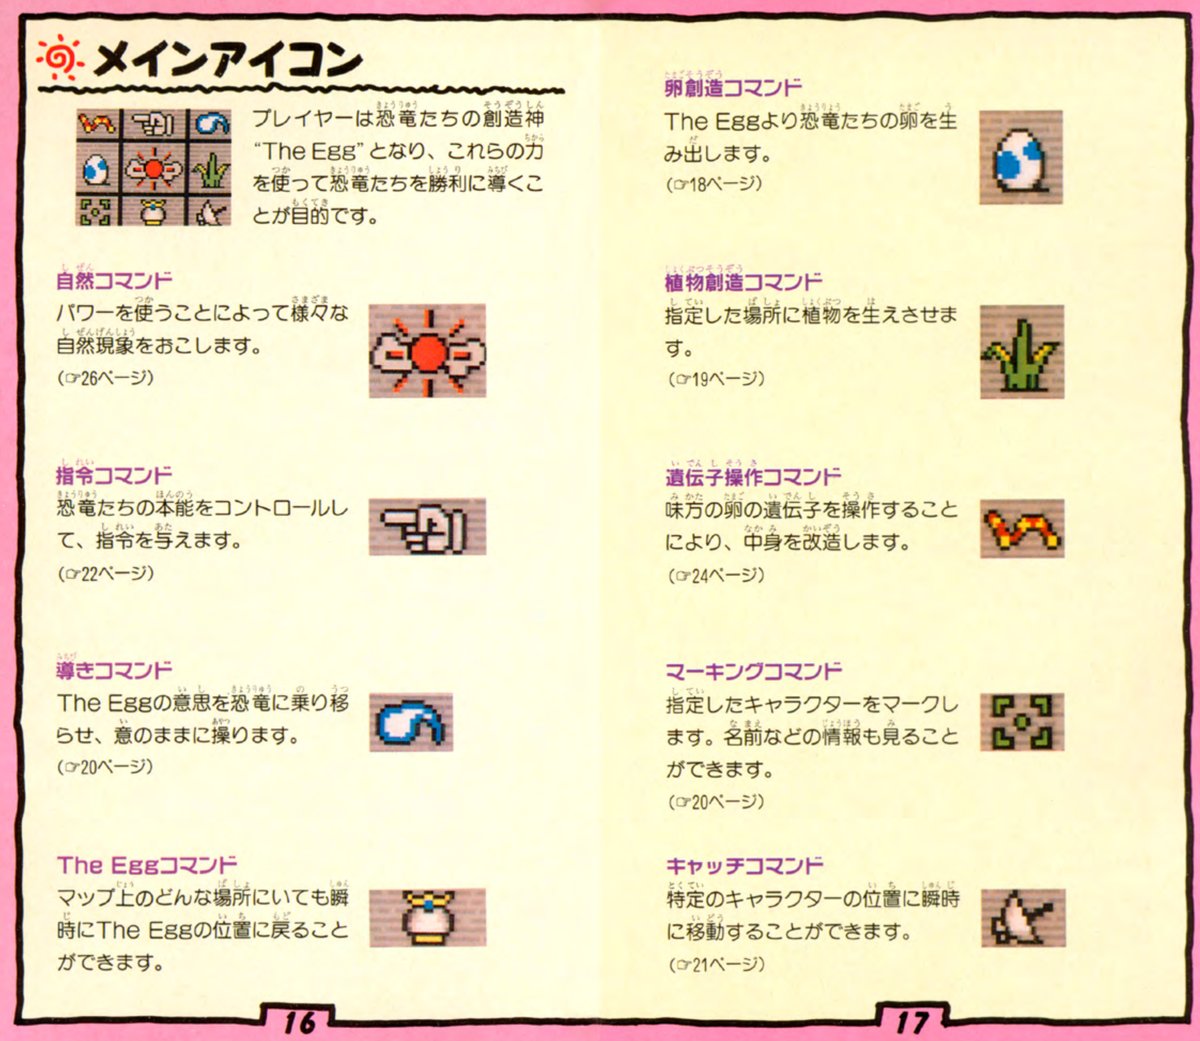 メインアイコン
プレイヤーは恐竜たちの創造神
“The Egg”となり、これらの力
を使って恐竜たちを勝利に導くこ
とが目的です。
自然コマンド
パワーを使うことによって様々な
自然現象をおこします。
(☞26ページ)
指令コマンド
恐竜たちの本能をコントロールし
て、指令を与えます。
(☞22ページ)
導きコマンド
The Eggの意思を恐竜に乗り移
らせ、意のままに操ります。
(☞20ページ)
The Eggコマンド
マップ上のどんな場所にいても瞬
時にThe Eggの位置に戻ること
ができます。
16
卵創造コマンド
The Eggより恐竜たちの卵を生
み出します。
(☞18ページ)
植物創造コマンド
指定した場所に植物を生えさせま
す。
(☞19ページ)
遺伝子操作コマンド
味方の卵の遺伝子を操作すること
により、中身を改造します。
(☞24ページ)
マーキングコマンド
指定したキャラクターをマークし
ます。名前などの情報も見ること
ができます。
(☞20ページ)
キャッチコマンド
特定のキャラクターの位置に瞬時
に移動することができます。
(☞21ページ)
17